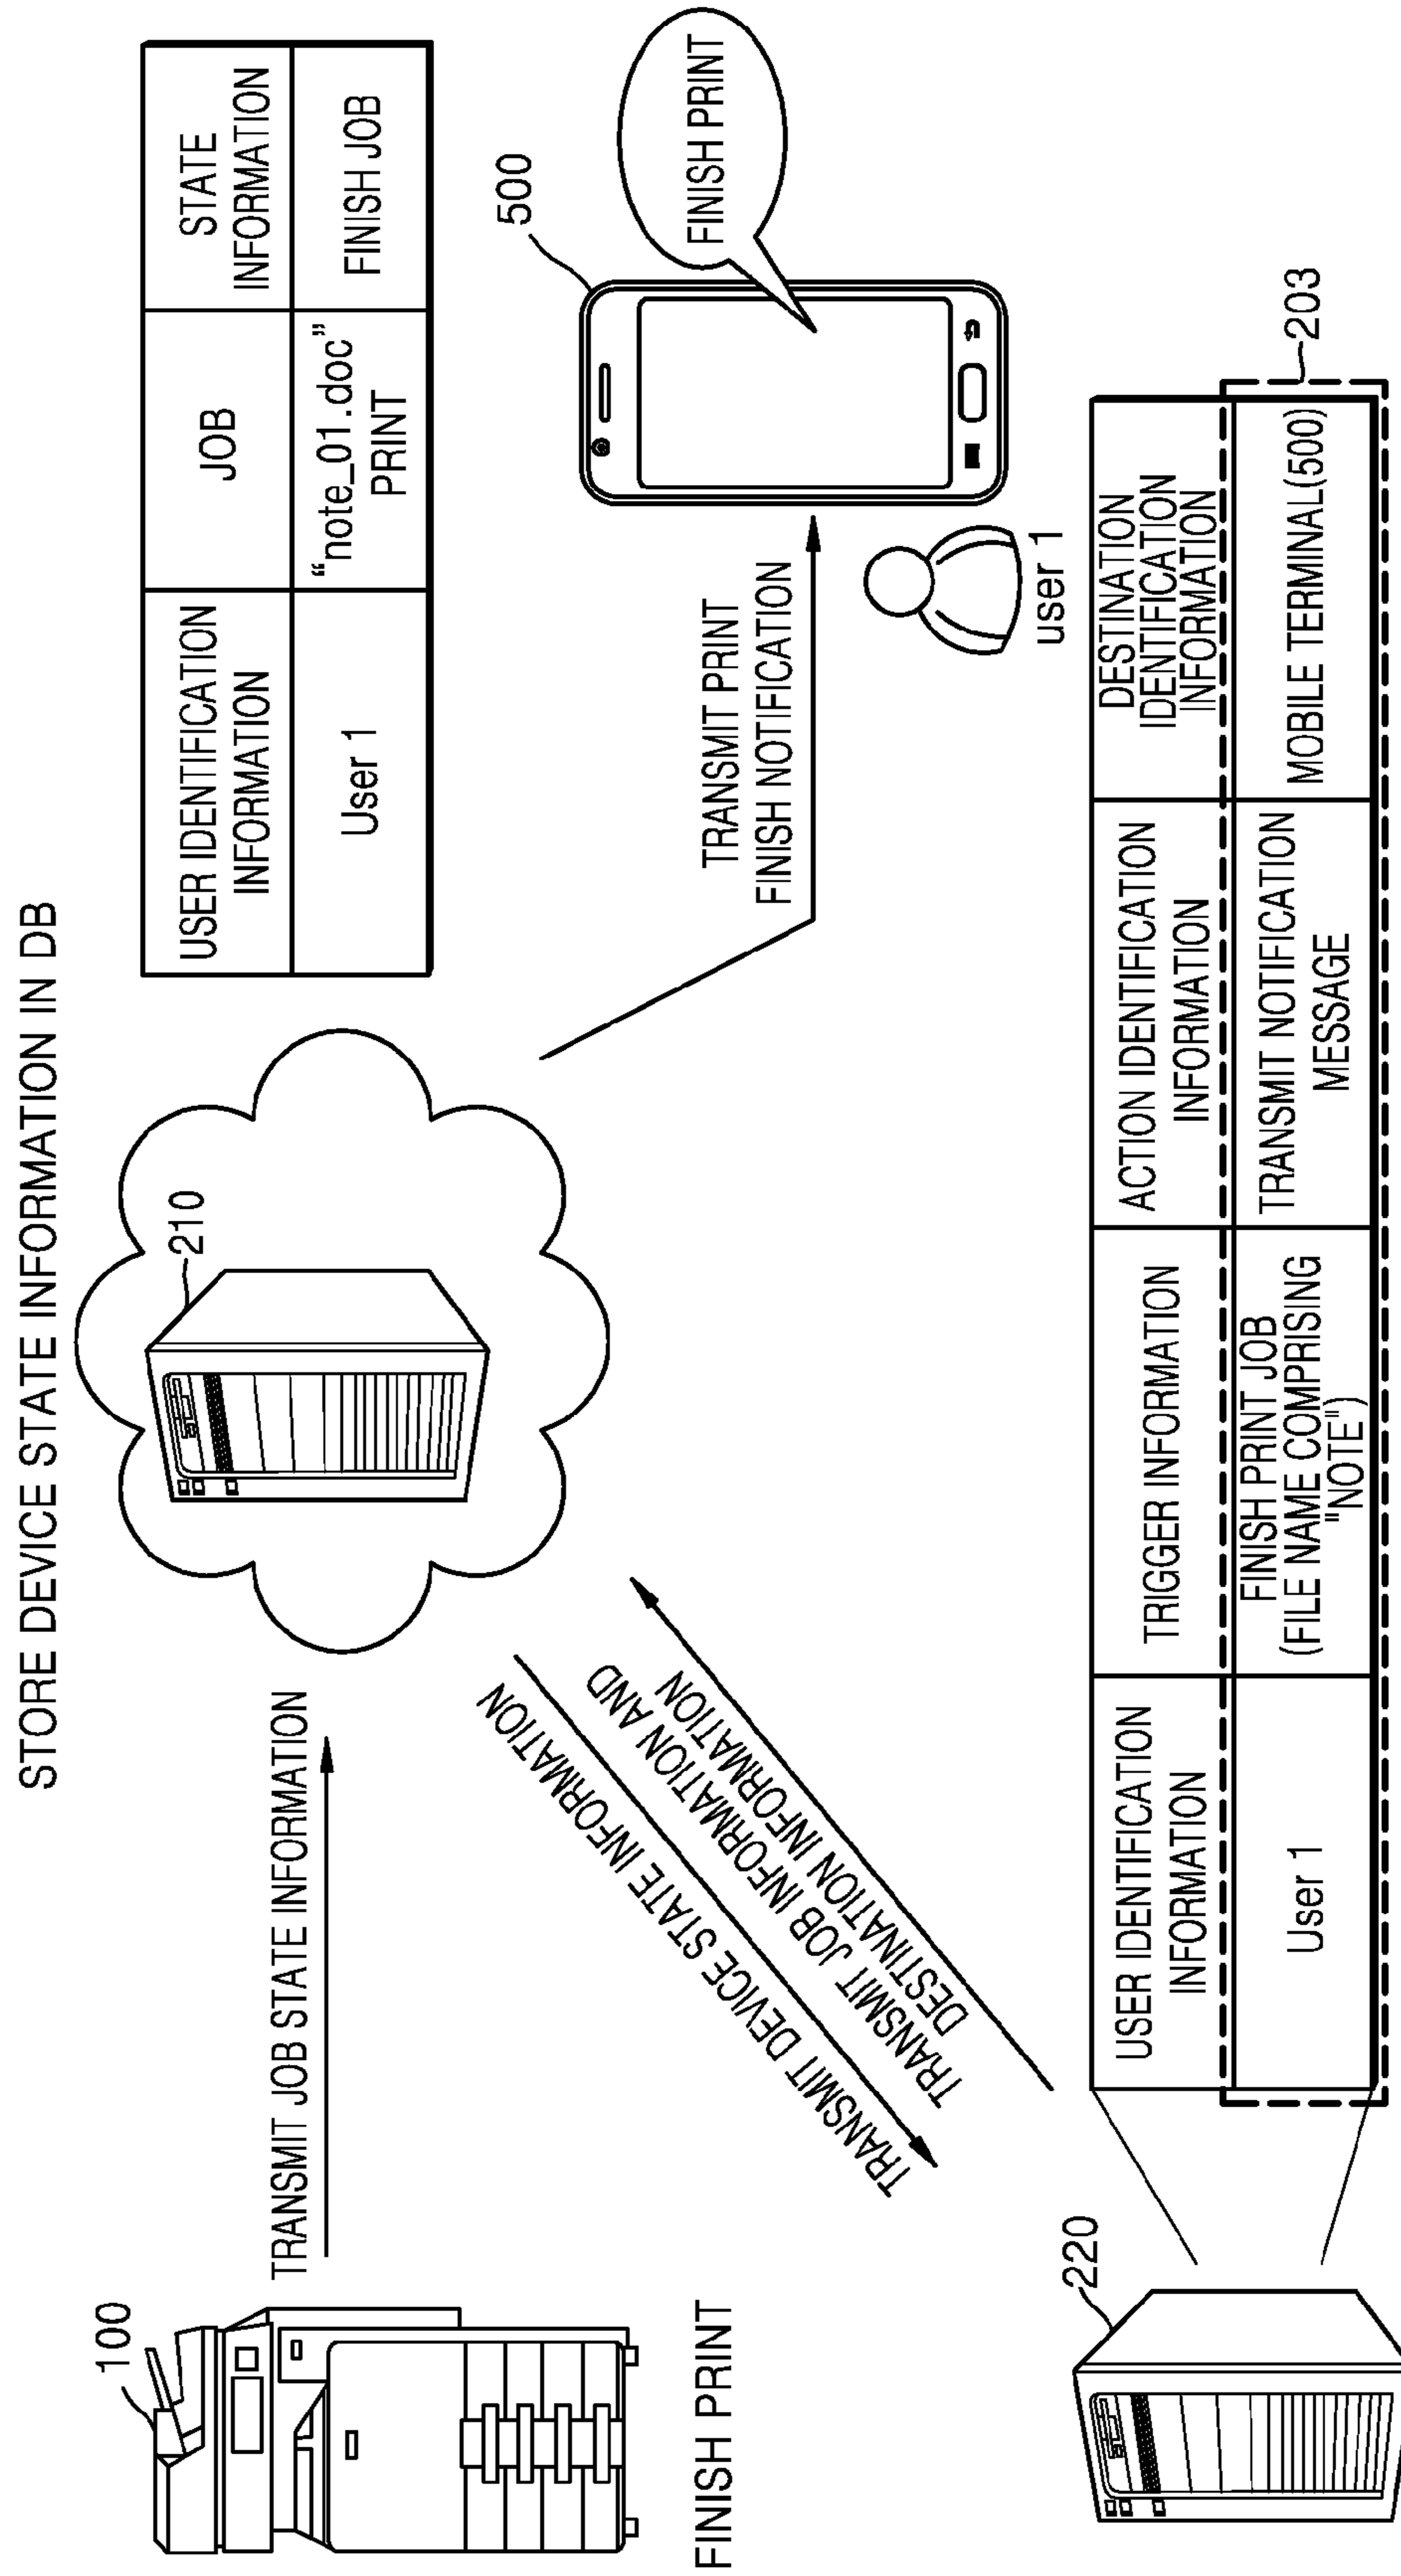 STORE DEVICE STATE INFORMATION IN DB
100
TRANSMIT JOB STATE INFORMATION
210
USER IDENTIFICATION
INFORMATION
JOB
STATE
INFORMATION
User 1
“note_01.doc”
PRINT
FINISH JOB
FINISH PRINT
TRANSMIT DEVICE STATE INFORMATION
TRANSMIT JOB INFORMATION AND
DESTINATION INFORMATION
TRANSMIT PRINT
FINISH NOTIFICATION
500
FINISH PRINT
user 1
220
USER IDENTIFICATION
INFORMATION
TRIGGER INFORMATION
ACTION IDENTIFICATION
INFORMATION
DESTINATION
IDENTIFICATION
INFORMATION
User 1
FINISH PRINT JOB
(FILE NAME COMPRISING
"NOTE")
TRANSMIT NOTIFICATION
MESSAGE
MOBILE TERMINAL(500)
203